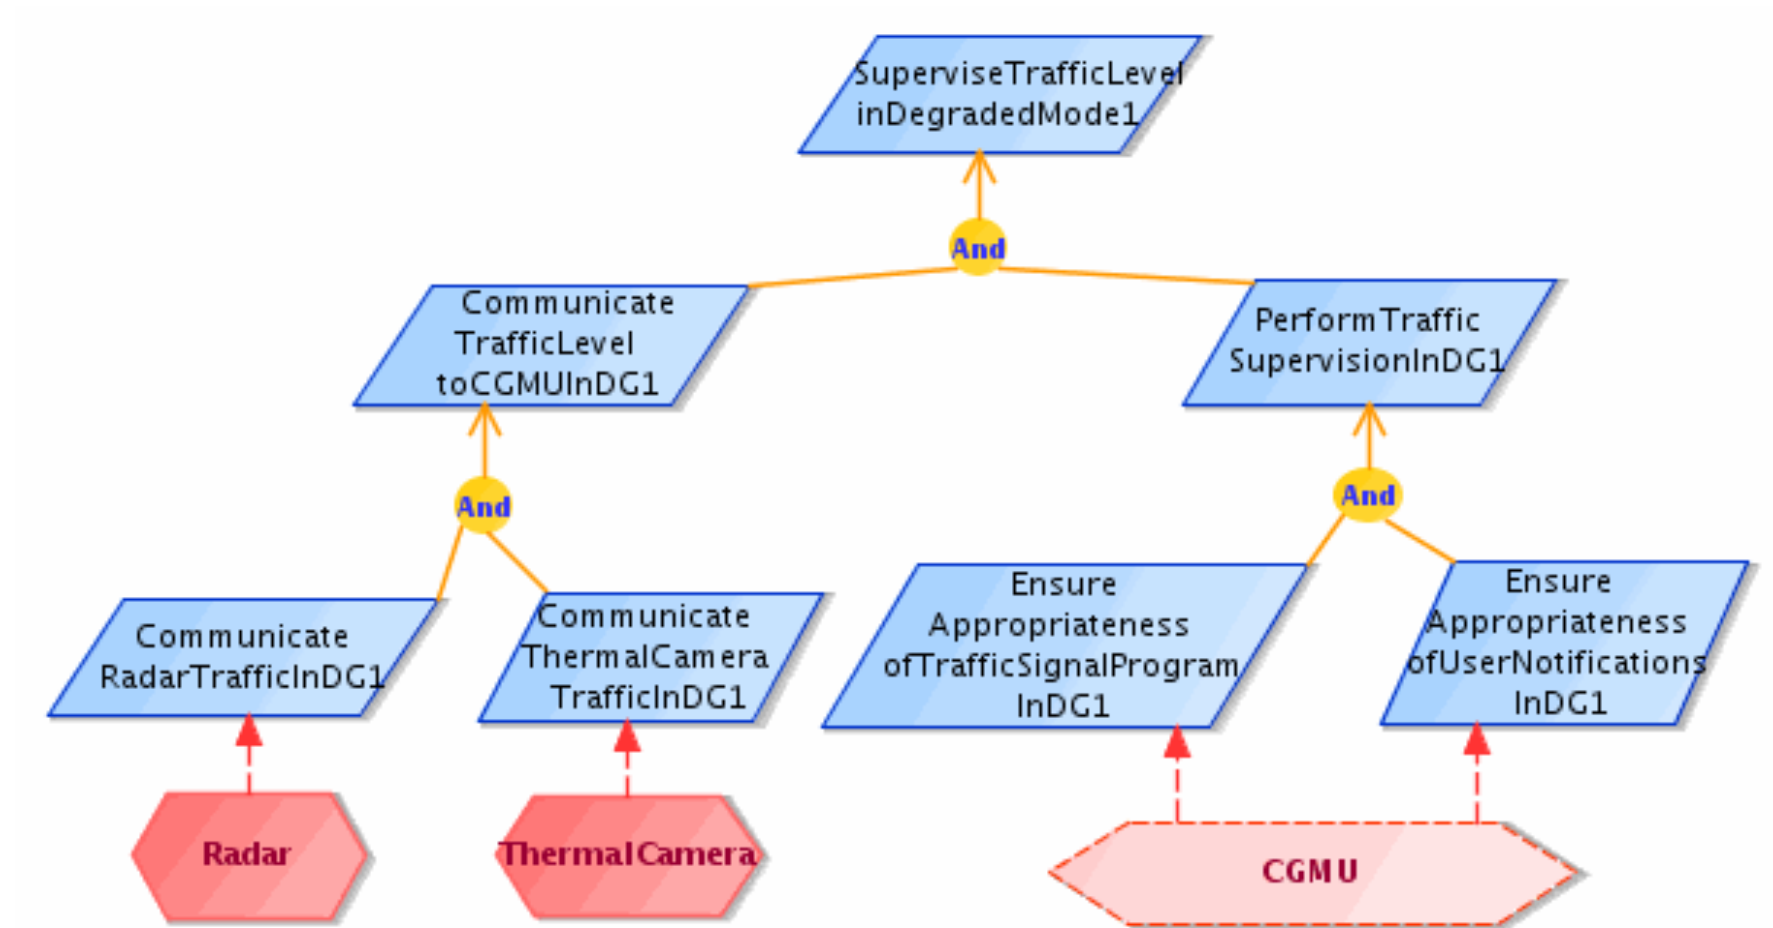 SuperviseTrafficLevel
inDegradedMode1
And
Communicate
TrafficLevel
toCGMUInDG1
PerformTraffic
SupervisionInDG1
And
And
Communicate
RadarTrafficInDG1
Communicate
ThermalCamera
TrafficInDG1
Ensure
Appropriateness
ofTrafficSignalProgram
InDG1
Ensure
Appropriateness
ofUserNotifications
InDG1
Radar
ThermalCamera
CGMU